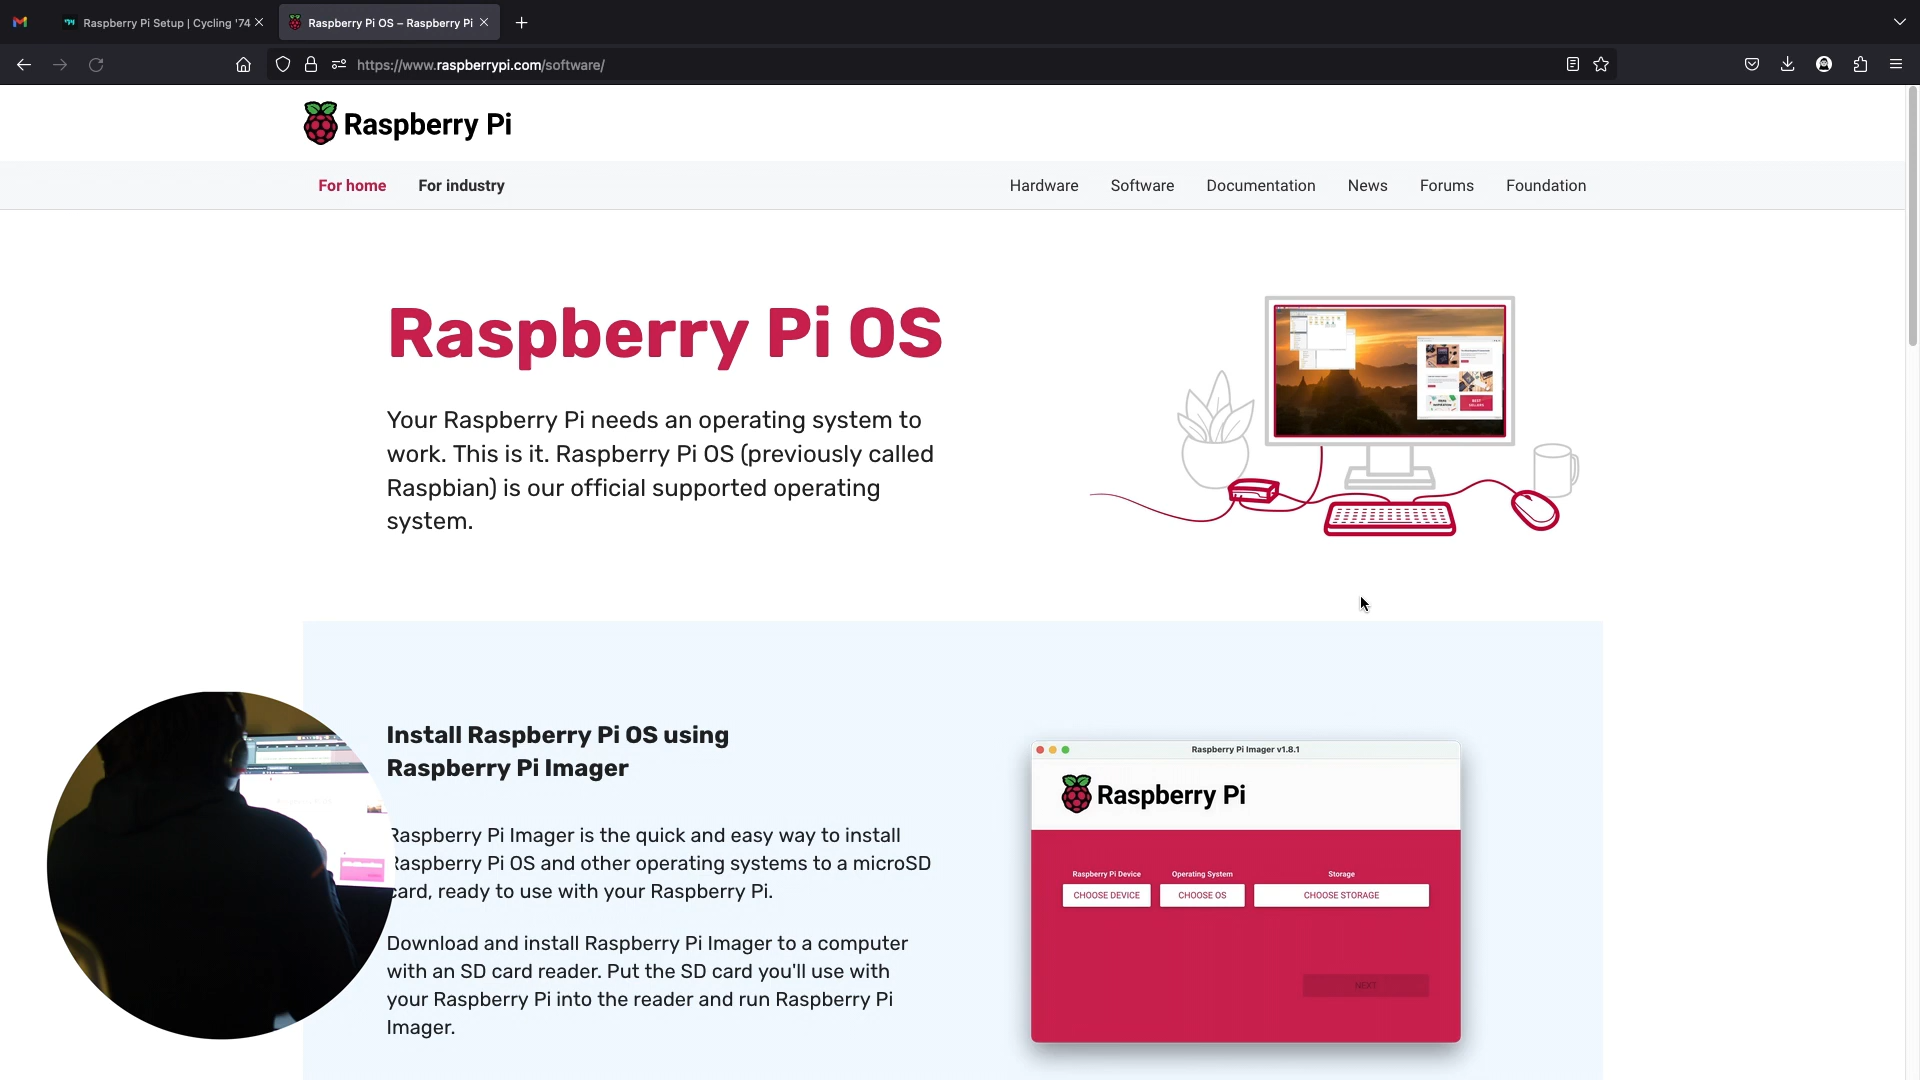 Raspberry Pi Setup | Cycling '74
Raspberry Pi OS – Raspberry Pi
https://www.raspberrypi.com/software/
Raspberry Pi
For home
For industry
Hardware
Software
Documentation
News
Forums
Foundation
Raspberry Pi OS
Your Raspberry Pi needs an operating system to
work. This is it. Raspberry Pi OS (previously called
Raspbian) is our official supported operating
system.
Install Raspberry Pi OS using
Raspberry Pi Imager
Raspberry Pi Imager is the quick and easy way to install
Raspberry Pi OS and other operating systems to a microSD
card, ready to use with your Raspberry Pi.
Download and install Raspberry Pi Imager to a computer
with an SD card reader. Put the SD card you'll use with
your Raspberry Pi into the reader and run Raspberry Pi
Imager.
Raspberry Pi Imager v1.8.1
Raspberry Pi
Raspberry Pi Device
Operating System
Storage
CHOOSE DEVICE
CHOOSE OS
CHOOSE STORAGE
NEXT